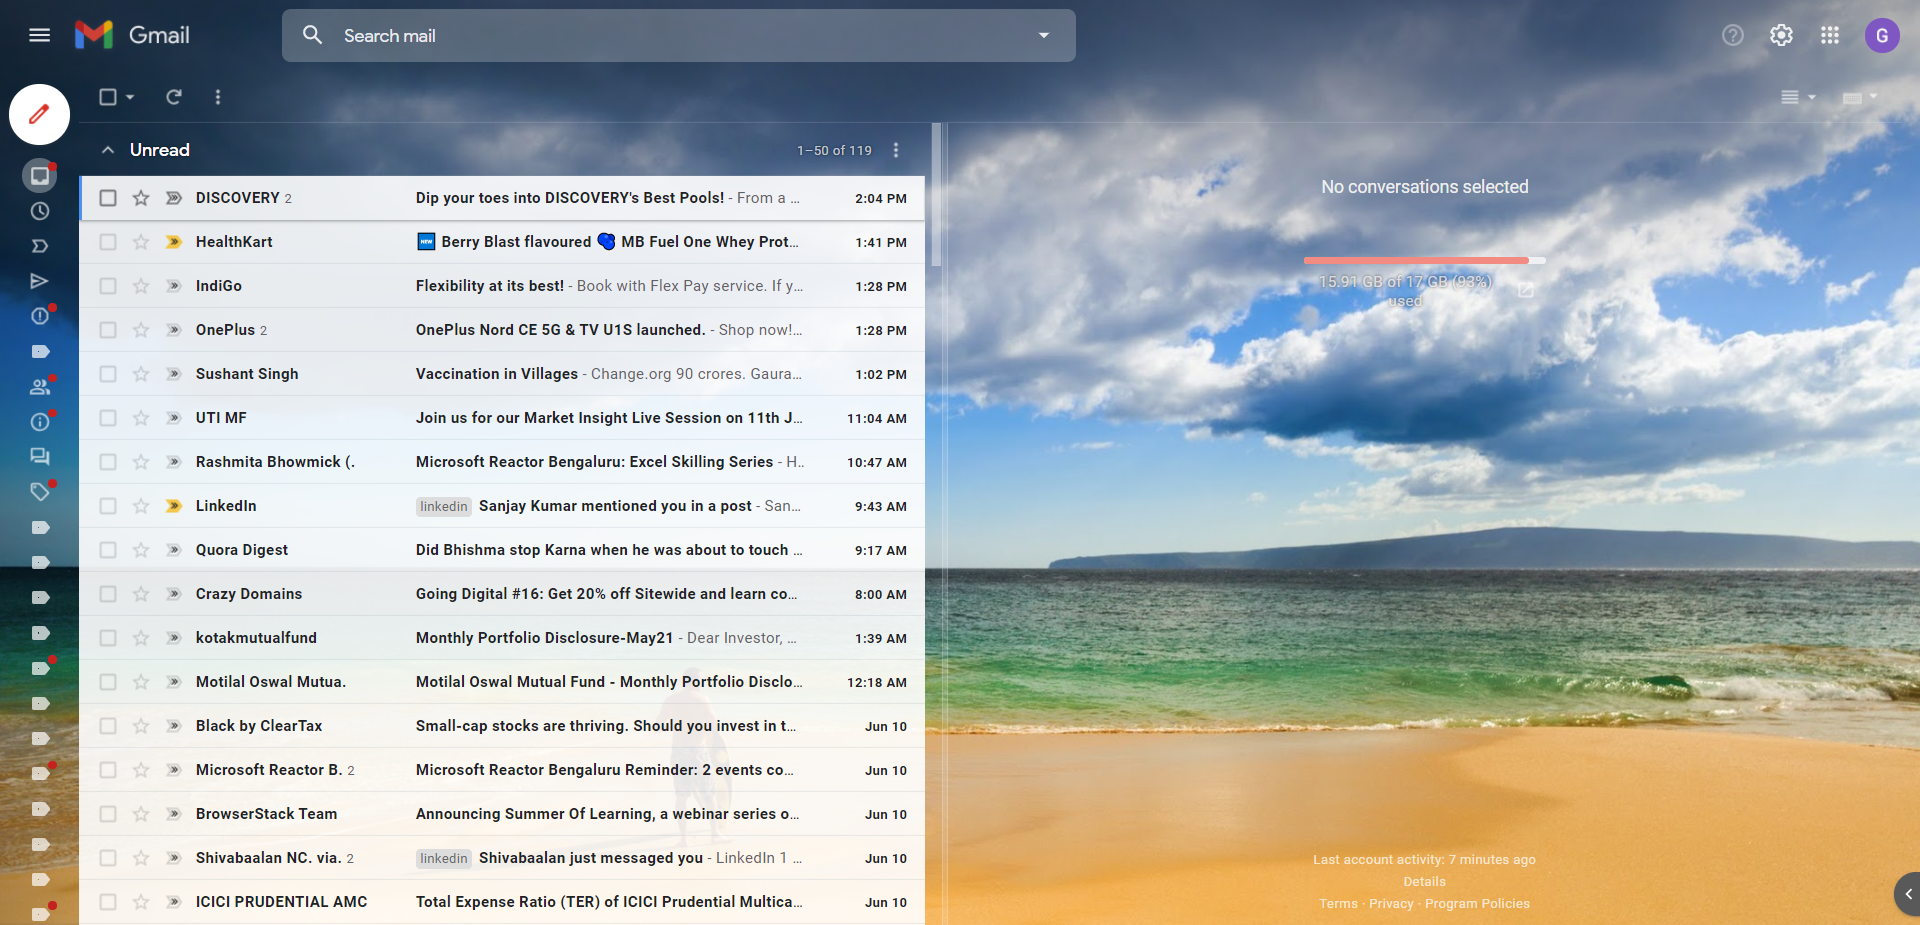 Gmail
Search mail
G
Unread
1–50 of 119
DISCOVERY 2 Dip your toes into DISCOVERY's Best Pools! - From a ... 2:04 PM
HealthKart NEW Berry Blast flavoured MB Fuel One Whey Prot... 1:41 PM
IndiGo Flexibility at its best! - Book with Flex Pay service. If y... 1:28 PM
OnePlus 2 OnePlus Nord CE 5G & TV U1S launched. - Shop now!... 1:28 PM
Sushant Singh Vaccination in Villages - Change.org 90 crores. Gaura... 1:02 PM
UTI MF Join us for our Market Insight Live Session on 11th J... 11:04 AM
Rashmita Bhowmick (. Microsoft Reactor Bengaluru: Excel Skilling Series - H.. 10:47 AM
LinkedIn linkedin Sanjay Kumar mentioned you in a post - San... 9:43 AM
Quora Digest Did Bhishma stop Karna when he was about to touch ... 9:17 AM
Crazy Domains Going Digital #16: Get 20% off Sitewide and learn co... 8:00 AM
kotakmutualfund Monthly Portfolio Disclosure-May21 - Dear Investor, ... 1:39 AM
Motilal Oswal Mutua. Motilal Oswal Mutual Fund - Monthly Portfolio Disclo... 12:18 AM
Black by ClearTax Small-cap stocks are thriving. Should you invest in t... Jun 10
Microsoft Reactor B. 2 Microsoft Reactor Bengaluru Reminder: 2 events co... Jun 10
BrowserStack Team Announcing Summer Of Learning, a webinar series o... Jun 10
Shivabaalan NC. via. 2 linkedin Shivabaalan just messaged you - LinkedIn 1 ... Jun 10
ICICI PRUDENTIAL AMC Total Expense Ratio (TER) of ICICI Prudential Multica... Jun 10
No conversations selected
15.91 GB of 17 GB (93%)
used
Last account activity: 7 minutes ago
Details
Terms · Privacy · Program Policies